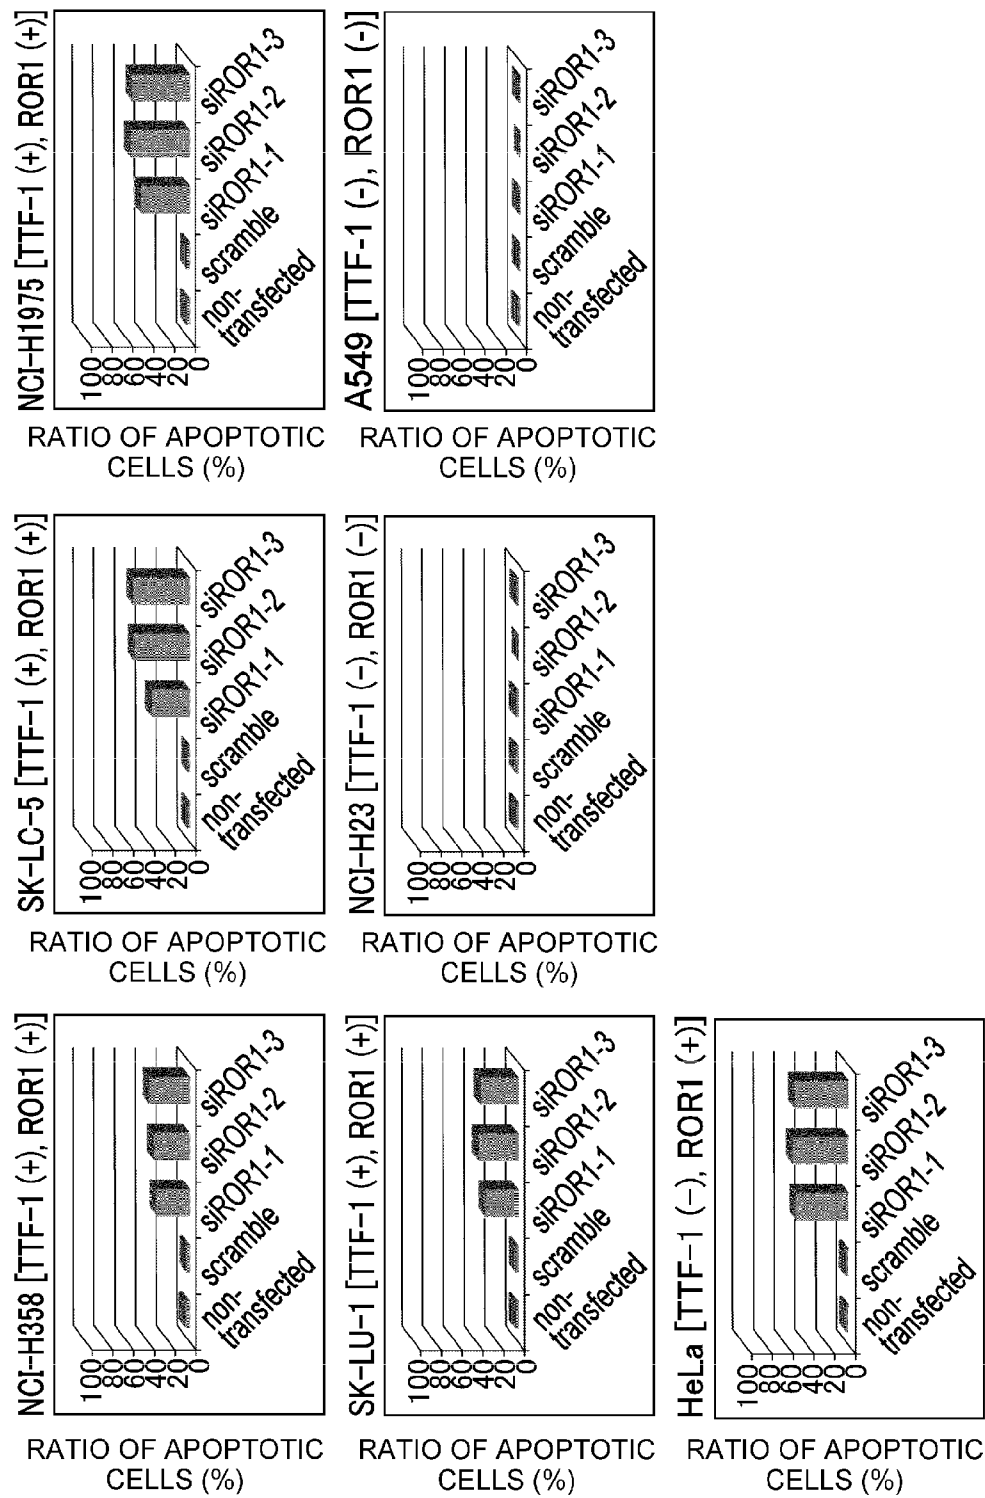 NCI-H358 [TTF-1 (+), ROR1 (+)]
RATIO OF APOPTOTIC
CELLS (%)
100
80
60
40
20
0
non-
transfected
scramble
siROR1-1
siROR1-2
siROR1-3
SK-LC-5 [TTF-1 (+), ROR1 (+)]
RATIO OF APOPTOTIC
CELLS (%)
100
80
60
40
20
0
non-
transfected
scramble
siROR1-1
siROR1-2
siROR1-3
NCI-H1975 [TTF-1 (+), ROR1 (+)]
RATIO OF APOPTOTIC
CELLS (%)
100
80
60
40
20
0
non-
transfected
scramble
siROR1-1
siROR1-2
siROR1-3
SK-LU-1 [TTF-1 (+), ROR1 (+)]
RATIO OF APOPTOTIC
CELLS (%)
100
80
60
40
20
0
non-
transfected
scramble
siROR1-1
siROR1-2
siROR1-3
NCI-H23 [TTF-1 (-), ROR1 (-)]
RATIO OF APOPTOTIC
CELLS (%)
100
80
60
40
20
0
non-
transfected
scramble
siROR1-1
siROR1-2
siROR1-3
A549 [TTF-1 (-), ROR1 (-)]
RATIO OF APOPTOTIC
CELLS (%)
100
80
60
40
20
0
non-
transfected
scramble
siROR1-1
siROR1-2
siROR1-3
HeLa [TTF-1 (-), ROR1 (+)]
RATIO OF APOPTOTIC
CELLS (%)
100
80
60
40
20
0
non-
transfected
scramble
siROR1-1
siROR1-2
siROR1-3